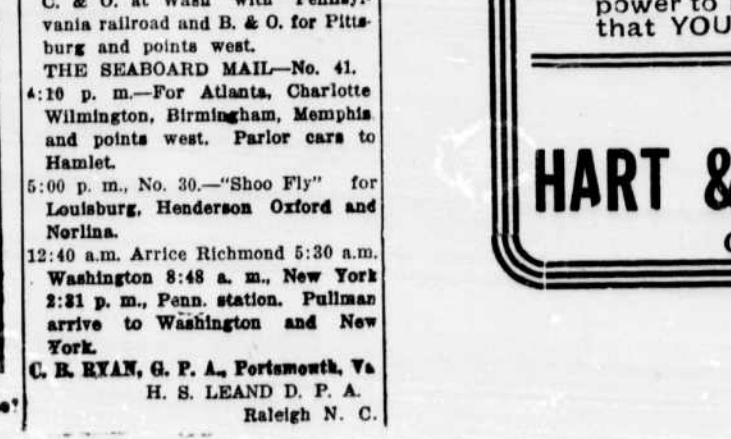 C. & O. at Wash with Pennsyl-
vania railroad and B. & O. for Pitts-
burg and points west.
THE SEABOARD MAIL—No. 41.
4:10 p. m.—For Atlanta, Charlotte
Wilmington, Birmingham, Memphis
and points west. Parlor cars to
Hamlet.
5:00 p. m., No. 30.—"Shoo Fly" for
Louisburg, Henderson Oxford and
Norlina.
12:40 a.m. Arrice Richmond 5:30 a.m.
Washington 8:48 a. m., New York
2:31 p. m., Penn. station. Pullman
arrive to Washington and New
York.
C. B. RYAN, G. P. A., Portsmouth, Va
H. S. LEAND D. P. A.
Raleigh N. C.
power to
that YOU
HART &